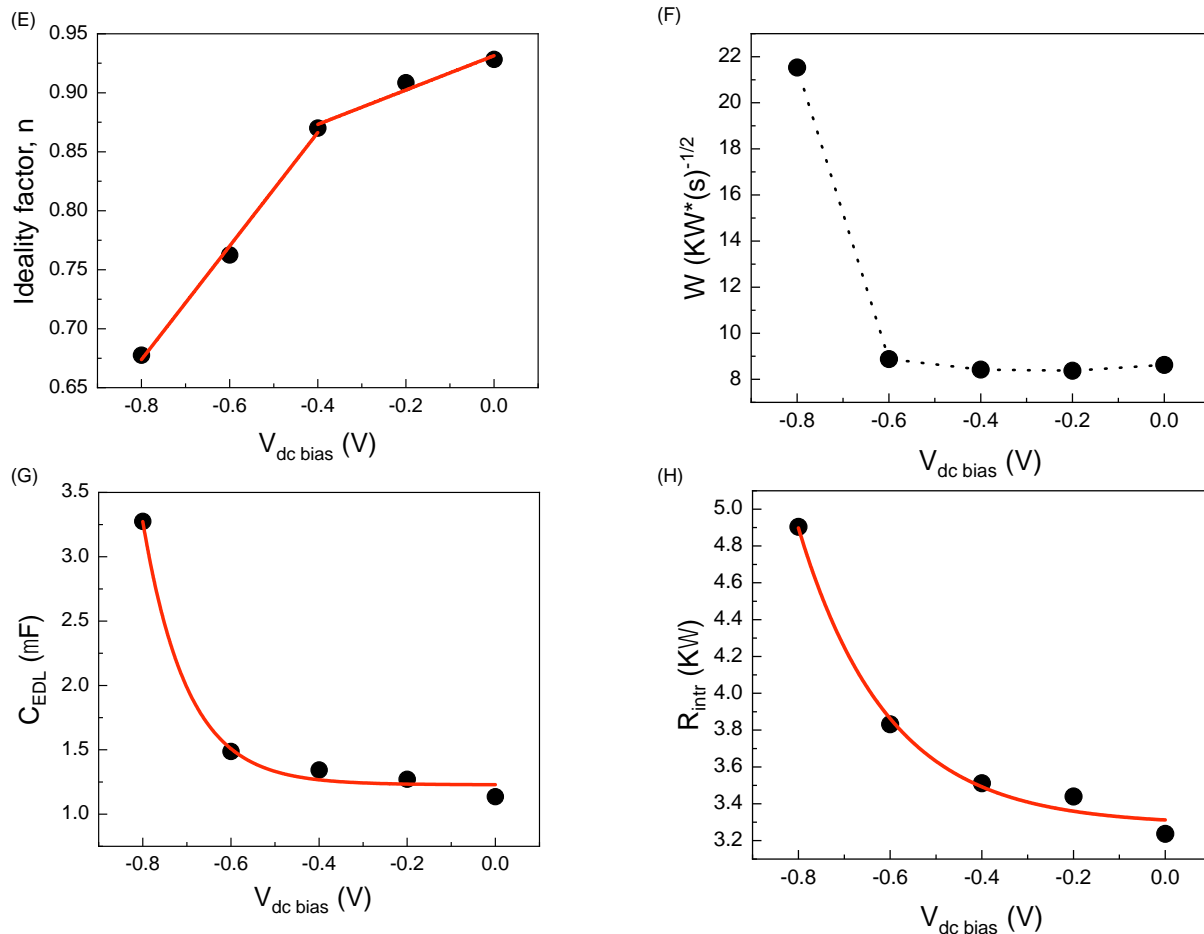 (E)
0.95
0.90
0.85
0.80
0.75
0.70
0.65
Ideality factor, n
-0.8 -0.6 -0.4 -0.2 0.0
V_dc bias (V)
(F)
22
20
18
16
14
12
10
8
W (KW*(s)^-1/2
-0.8 -0.6 -0.4 -0.2 0.0
V_dc bias (V)
(G)
3.5
3.0
2.5
2.0
1.5
1.0
C_EDL (mF)
-0.8 -0.6 -0.4 -0.2 0.0
V_dc bias (V)
(H)
5.0
4.8
4.6
4.4
4.2
4.0
3.8
3.6
3.4
3.2
R_intr (KW)
-0.8 -0.6 -0.4 -0.2 0.0
V_dc bias (V)